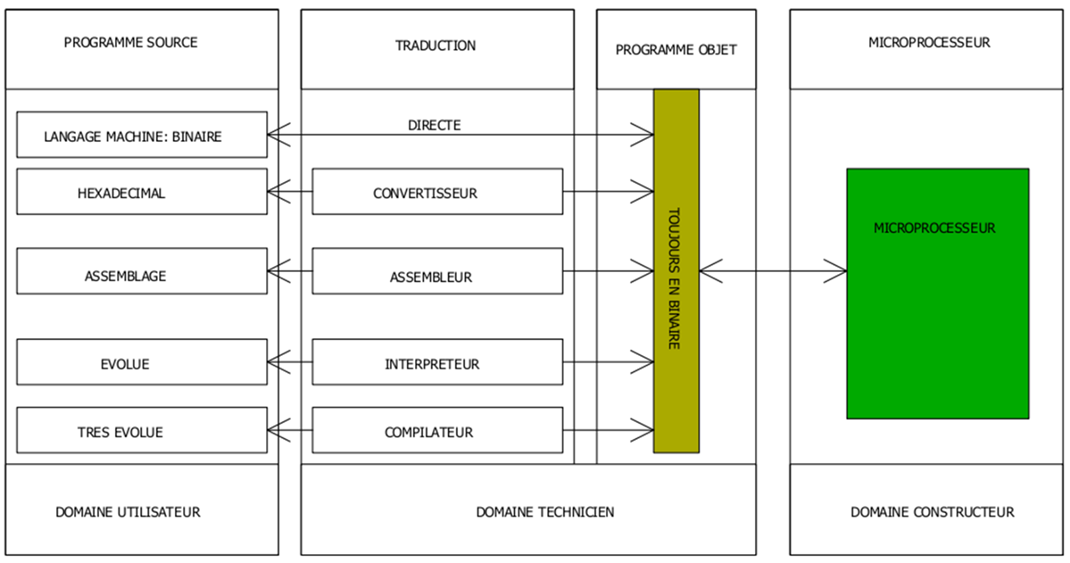 PROGRAMME SOURCE
TRADUCTION
PROGRAMME OBJET
MICROPROCESSEUR
LANGAGE MACHINE: BINAIRE
DIRECTE
HEXADECIMAL
CONVERTISSEUR
ASSEMBLAGE
ASSEMBLEUR
EVOLUE
INTERPRETEUR
TRES EVOLUE
COMPILATEUR
TOUJOURS EN BINAIRE
MICROPROCESSEUR
DOMAINE UTILISATEUR
DOMAINE TECHNICIEN
DOMAINE CONSTRUCTEUR